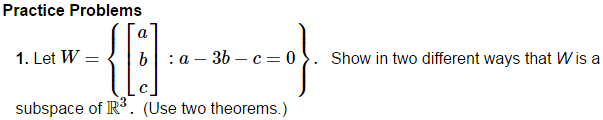 Practice Problems
1. Let W = { [a b c] : a − 3b − c = 0 }. Show in two different ways that W is a
subspace of ℝ³. (Use two theorems.)